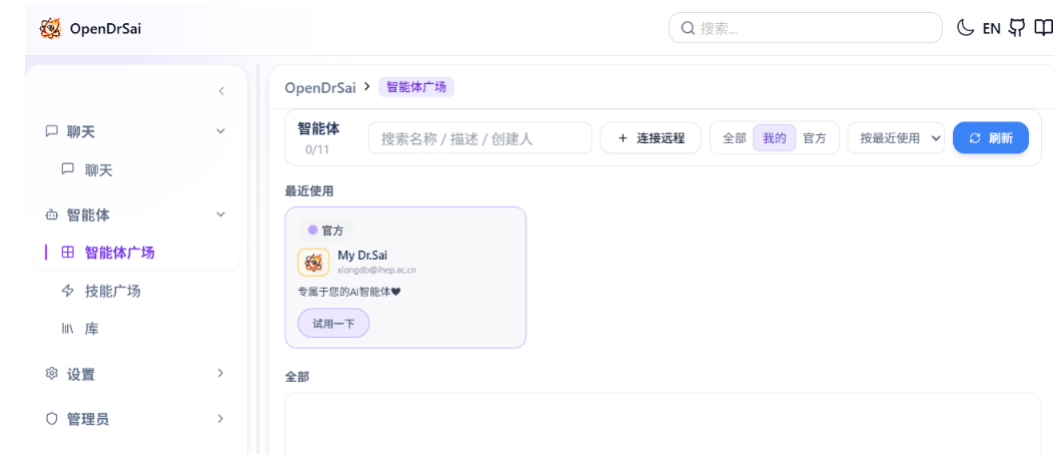 OpenDrSai
搜索...
EN
聊天
聊天
智能体
智能体广场
技能广场
库
设置
管理员
OpenDrSai > 智能体广场
智能体
0/11
搜索名称 / 描述 / 创建人
+ 连接远程
全部 我的 官方
按最近使用
刷新
最近使用
官方
My Dr.Sai
xiongdb@ihep.ac.cn
专属于您的AI智能体❤
试用一下
全部